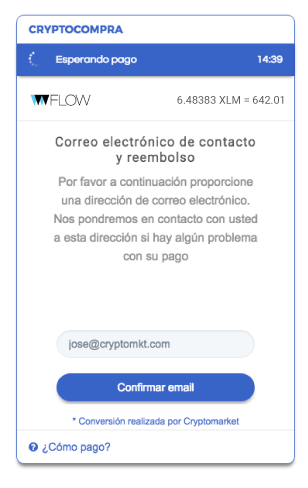 CRYPTOCOMPRA
Esperando pago 14:39
FLOW 6.48383 XLM = 642.01
Correo electrónico de contacto
y reembolso
Por favor a continuación proporcione
una dirección de correo electrónico.
Nos pondremos en contacto con usted
a esta dirección si hay algún problema
con su pago
jose@cryptomkt.com
Confirmar email
* Conversión realizada por Cryptomarket
¿Cómo pago?